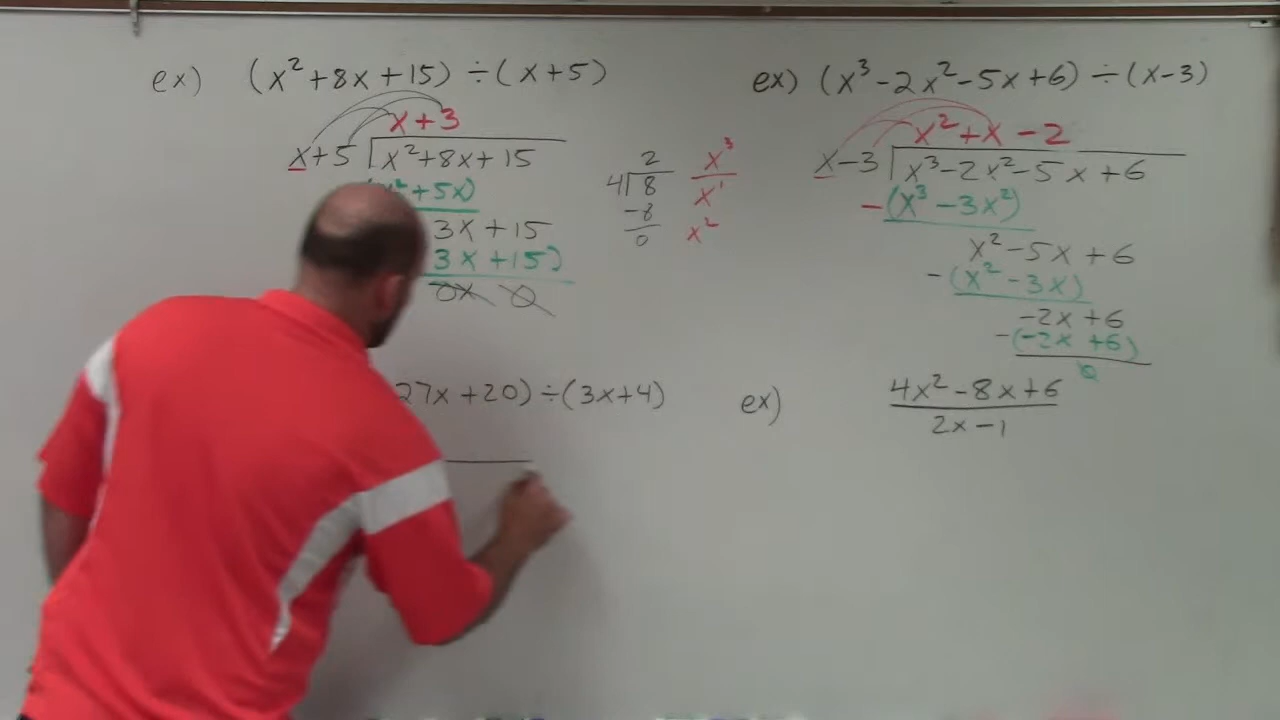 ex) (x² + 8x + 15) ÷ (x + 5)
x + 3
x + 5 x² + 8x + 15
+ 5x)
3x + 15
3x + 15)
0x 0
2
4 8
-8
0
x³
x¹
x²
ex) (x³ - 2x² - 5x + 6) ÷ (x - 3)
x² + x - 2
x - 3 x³ - 2x² - 5x + 6
- (x³ - 3x²)
x² - 5x + 6
- (x² - 3x)
-2x + 6
- (-2x + 6)
0
27x + 20) ÷ (3x + 4)
ex) 4x² - 8x + 6
2x - 1